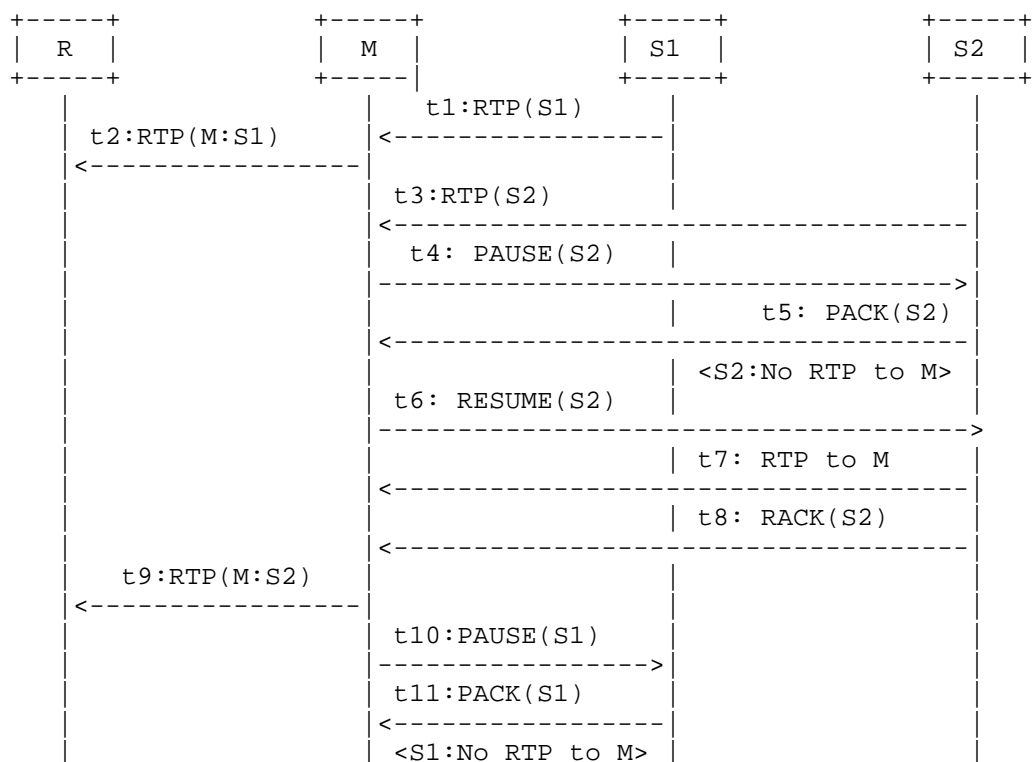 R M S1 S2
t1:RTP(S1)
t2:RTP(M:S1)
t3:RTP(S2)
t4: PAUSE(S2)
t5: PACK(S2)
<S2:No RTP to M>
t6: RESUME(S2)
t7: RTP to M
t8: RACK(S2)
t9:RTP(M:S2)
t10:PAUSE(S1)
t11:PACK(S1)
<S1:No RTP to M>